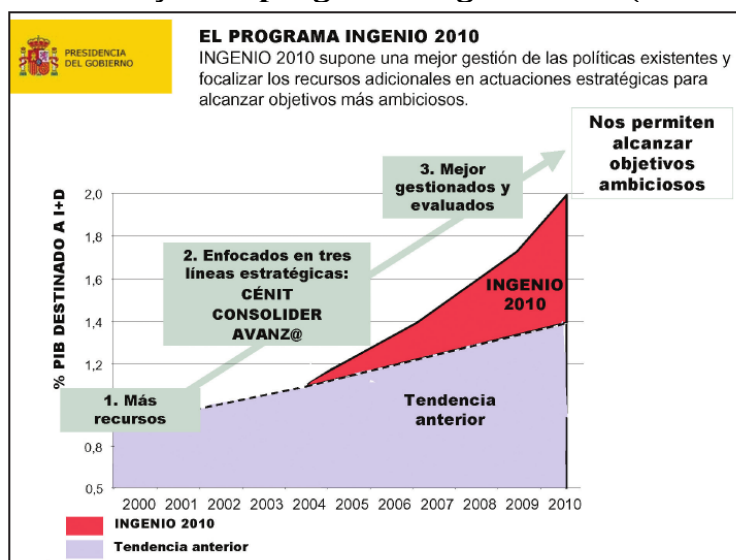 PRESIDENCIA
DEL GOBIERNO
EL PROGRAMA INGENIO 2010
INGENIO 2010 supone una mejor gestión de las políticas existentes y
focalizar los recursos adicionales en actuaciones estratégicas para
alcanzar objetivos más ambiciosos.
Nos permiten
alcanzar
objetivos
ambiciosos
3. Mejor
gestionados y
evaluados
2. Enfocados en tres
líneas estratégicas:
CÉNIT
CONSOLIDER
AVANZ@
1. Más
recursos
INGENIO
2010
Tendencia
anterior
% PIB DESTINADO A I+D
2,0
1,8
1,6
1,4
1,2
0,8
0,5
2000 2001 2002 2003 2004 2005 2006 2007 2008 2009 2010
INGENIO 2010
Tendencia anterior